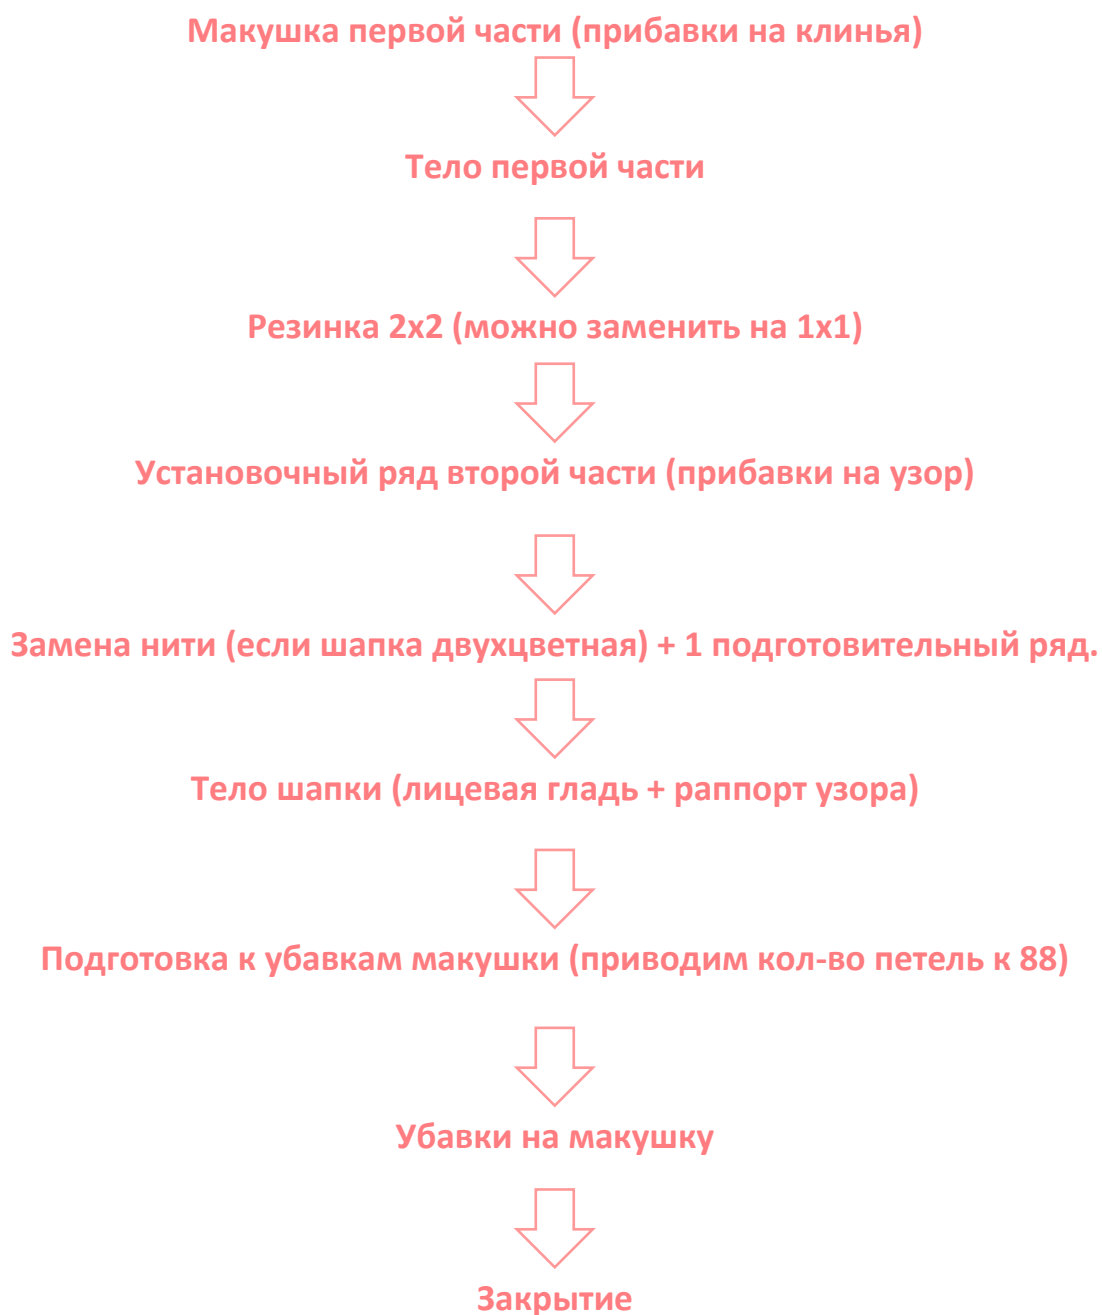 Макушка первой части (прибавки на клинья)
Тело первой части
Резинка 2х2 (можно заменить на 1х1)
Установочный ряд второй части (прибавки на узор)
Замена нити (если шапка двухцветная) + 1 подготовительный ряд.
Тело шапки (лицевая гладь + раппорт узора)
Подготовка к убавкам макушки (приводим кол-во петель к 88)
Убавки на макушку
Закрытие